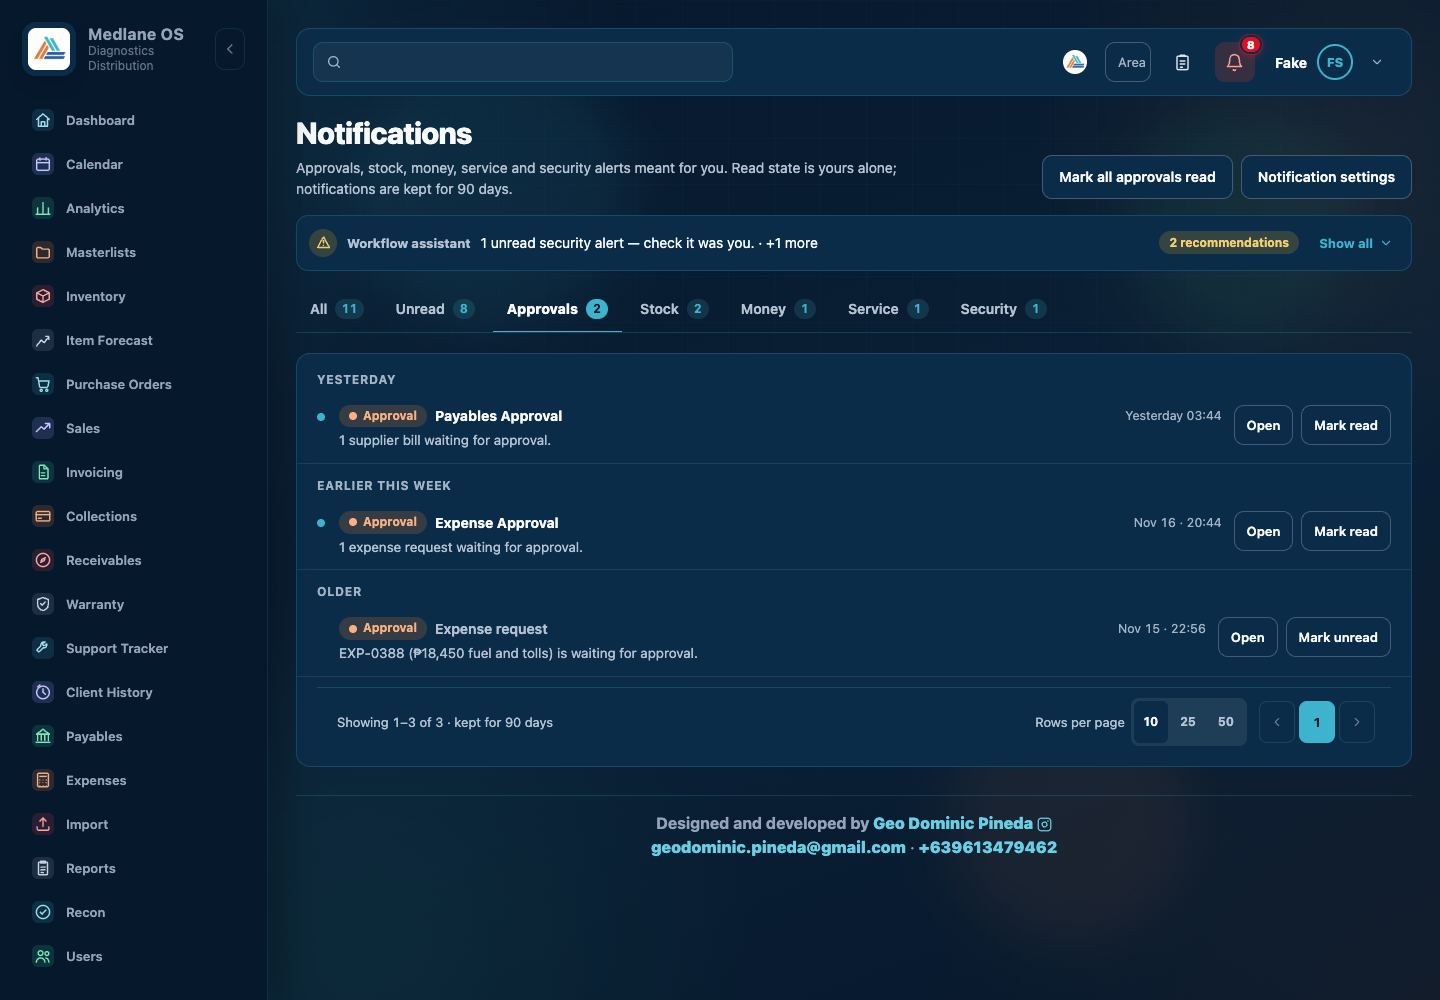 Medlane OS
Diagnostics
Distribution
Dashboard
Calendar
Analytics
Masterlists
Inventory
Item Forecast
Purchase Orders
Sales
Invoicing
Collections
Receivables
Warranty
Support Tracker
Client History
Payables
Expenses
Import
Reports
Recon
Users
Area
8
Fake
FS
Notifications
Approvals, stock, money, service and security alerts meant for you. Read state is yours alone;
notifications are kept for 90 days.
Mark all approvals read
Notification settings
Workflow assistant 1 unread security alert — check it was you. · +1 more
2 recommendations
Show all
All 11
Unread 8
Approvals 2
Stock 2
Money 1
Service 1
Security 1
YESTERDAY
Approval Payables Approval
1 supplier bill waiting for approval.
Yesterday 03:44
Open
Mark read
EARLIER THIS WEEK
Approval Expense Approval
1 expense request waiting for approval.
Nov 16 · 20:44
Open
Mark read
OLDER
Approval Expense request
EXP-0388 (₱18,450 fuel and tolls) is waiting for approval.
Nov 15 · 22:56
Open
Mark unread
Showing 1–3 of 3 · kept for 90 days
Rows per page 10 25 50
1
Designed and developed by Geo Dominic Pineda
geodominic.pineda@gmail.com · +639613479462